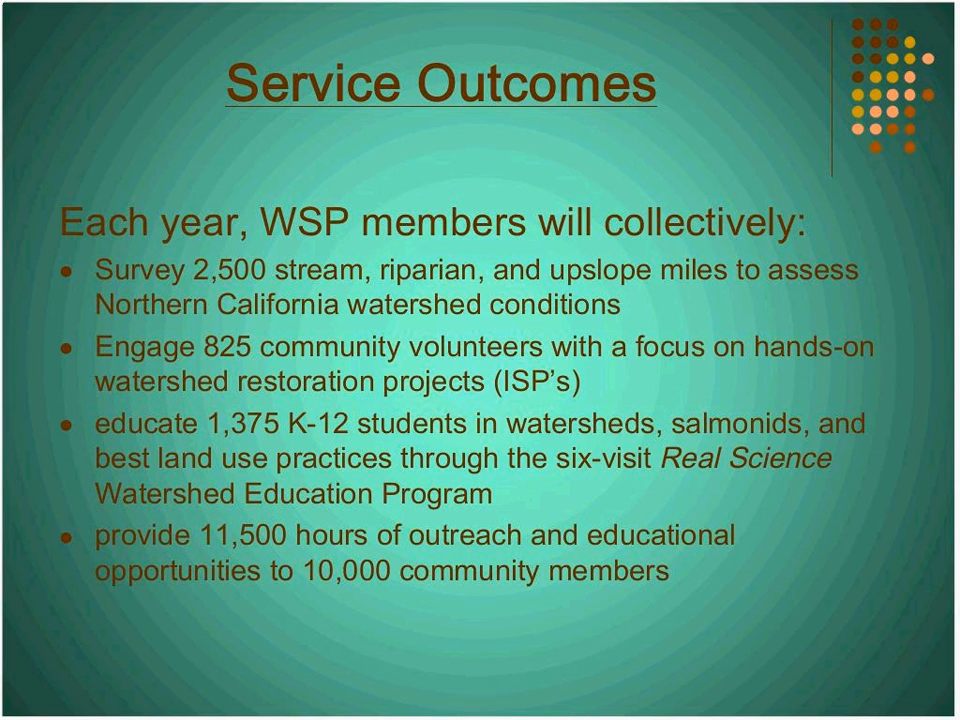 Service Outcomes
Each year, WSP members will collectively:
● Survey 2,500 stream, riparian, and upslope miles to assess
Northern California watershed conditions
● Engage 825 community volunteers with a focus on hands-on
watershed restoration projects (ISP’s)
● educate 1,375 K-12 students in watersheds, salmonids, and
best land use practices through the six-visit Real Science
Watershed Education Program
● provide 11,500 hours of outreach and educational
opportunities to 10,000 community members